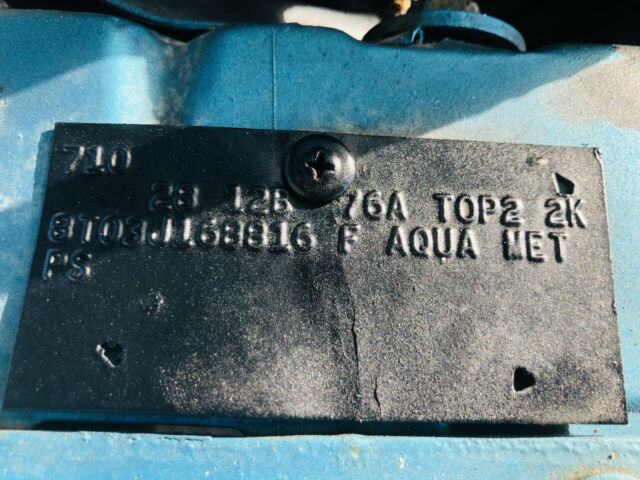 710
28 12B 76A TOP2 2K
8T03J168816 F AQUA MET
PS